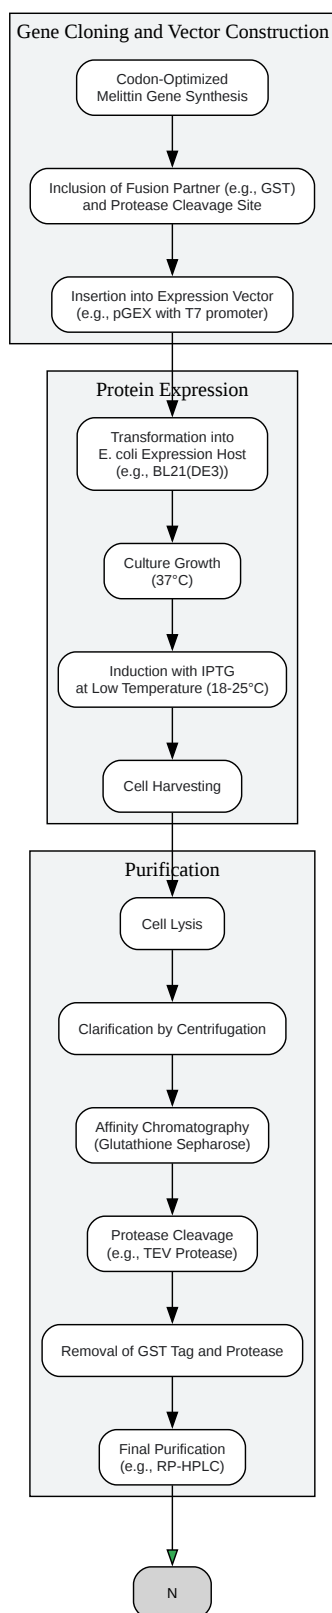 Gene Cloning and Vector Construction
Codon-Optimized
Melittin Gene Synthesis
Inclusion of Fusion Partner (e.g., GST)
and Protease Cleavage Site
Insertion into Expression Vector
(e.g., pGEX with T7 promoter)
Protein Expression
Transformation into
E. coli Expression Host
(e.g., BL21(DE3))
Culture Growth
(37°C)
Induction with IPTG
at Low Temperature (18-25°C)
Cell Harvesting
Purification
Cell Lysis
Clarification by Centrifugation
Affinity Chromatography
(Glutathione Sepharose)
Protease Cleavage
(e.g., TEV Protease)
Removal of GST Tag and Protease
Final Purification
(e.g., RP-HPLC)
N